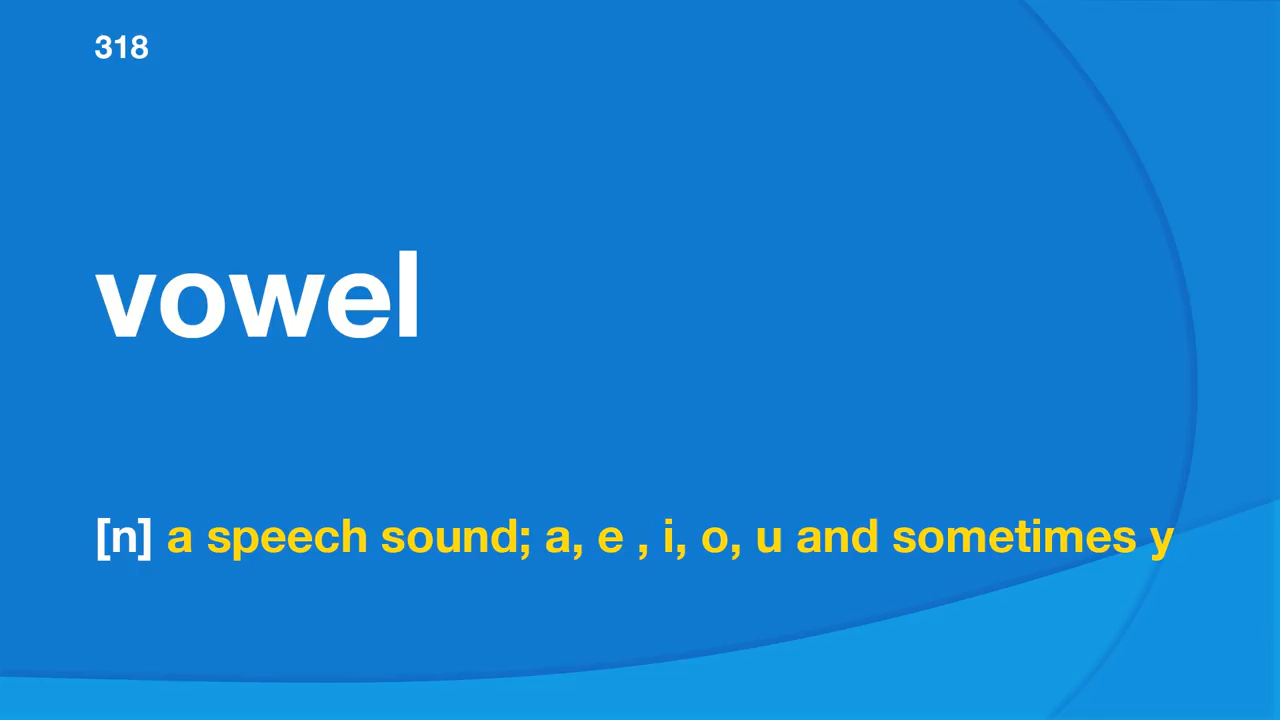 318
vowel
[n] a speech sound; a, e , i, o, u and sometimes y